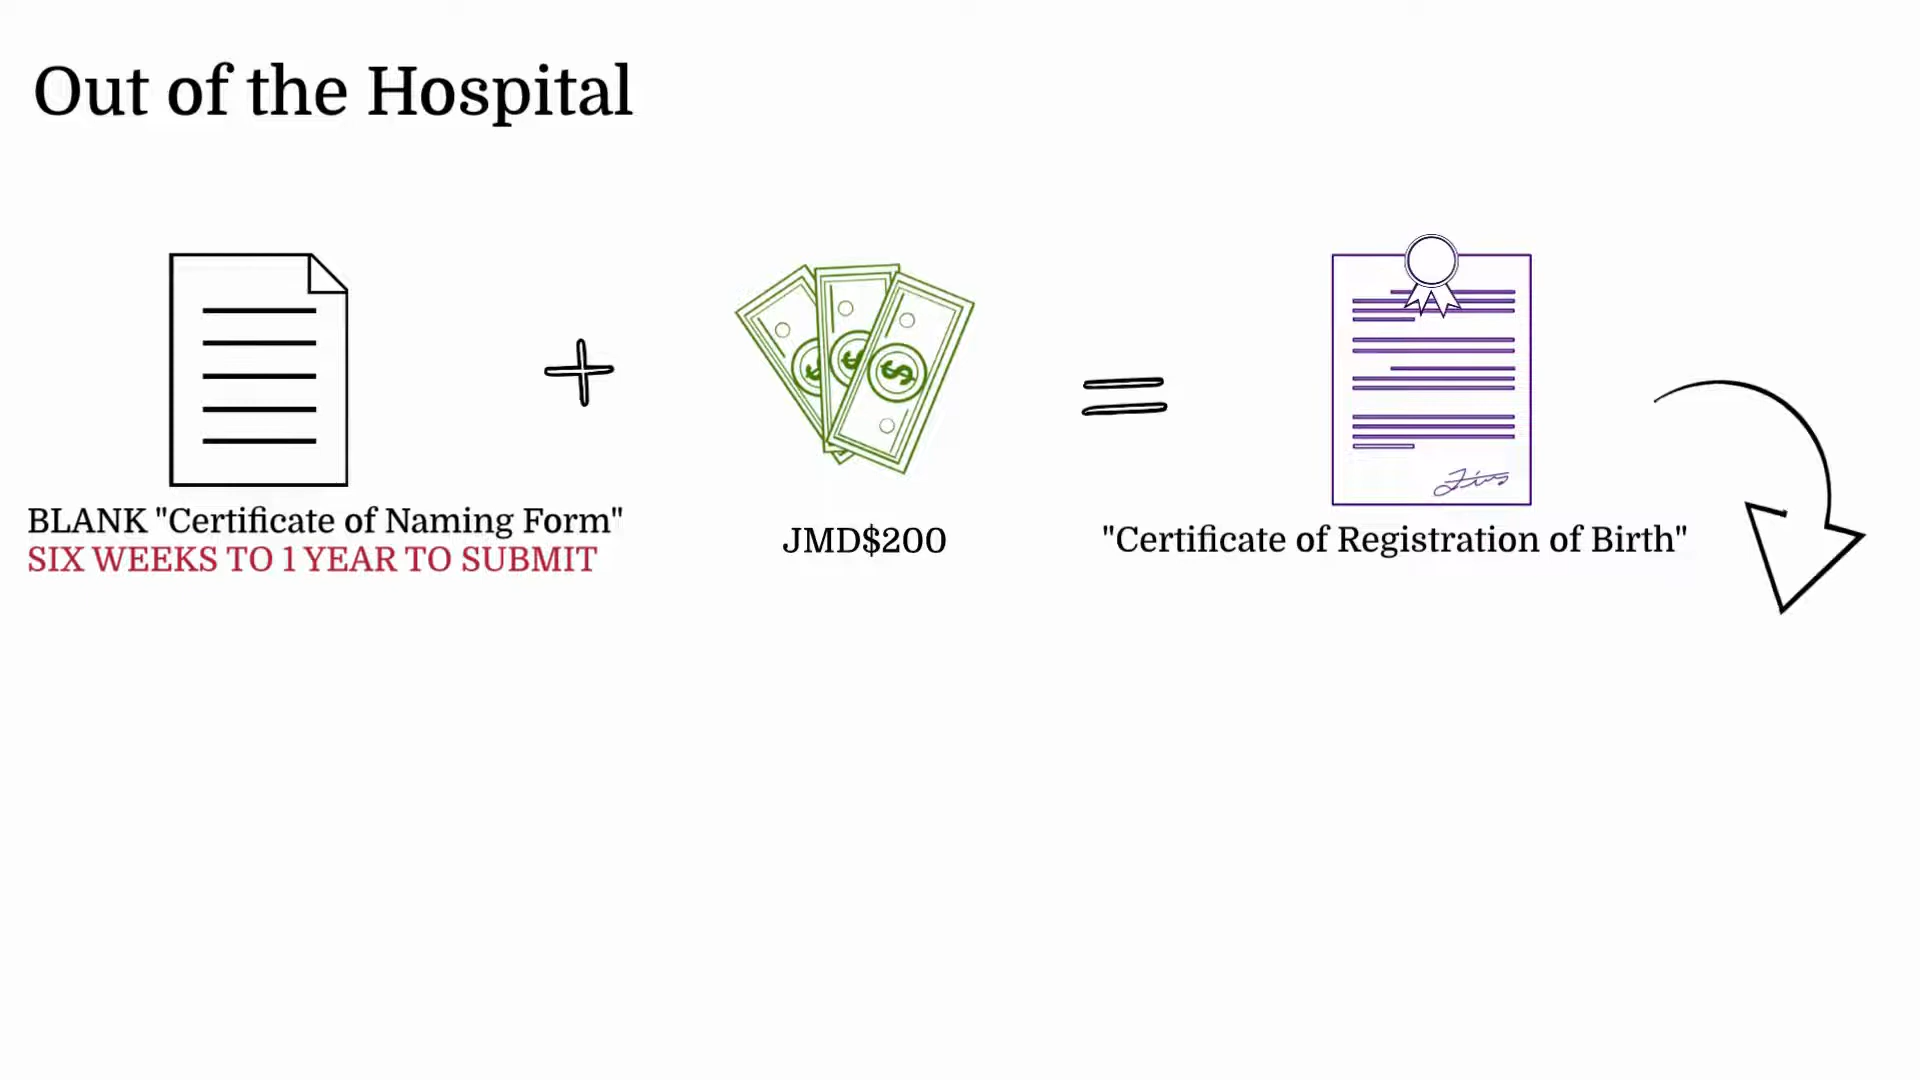 Out of the Hospital
BLANK "Certificate of Naming Form"
SIX WEEKS TO 1 YEAR TO SUBMIT
JMD$200
"Certificate of Registration of Birth"